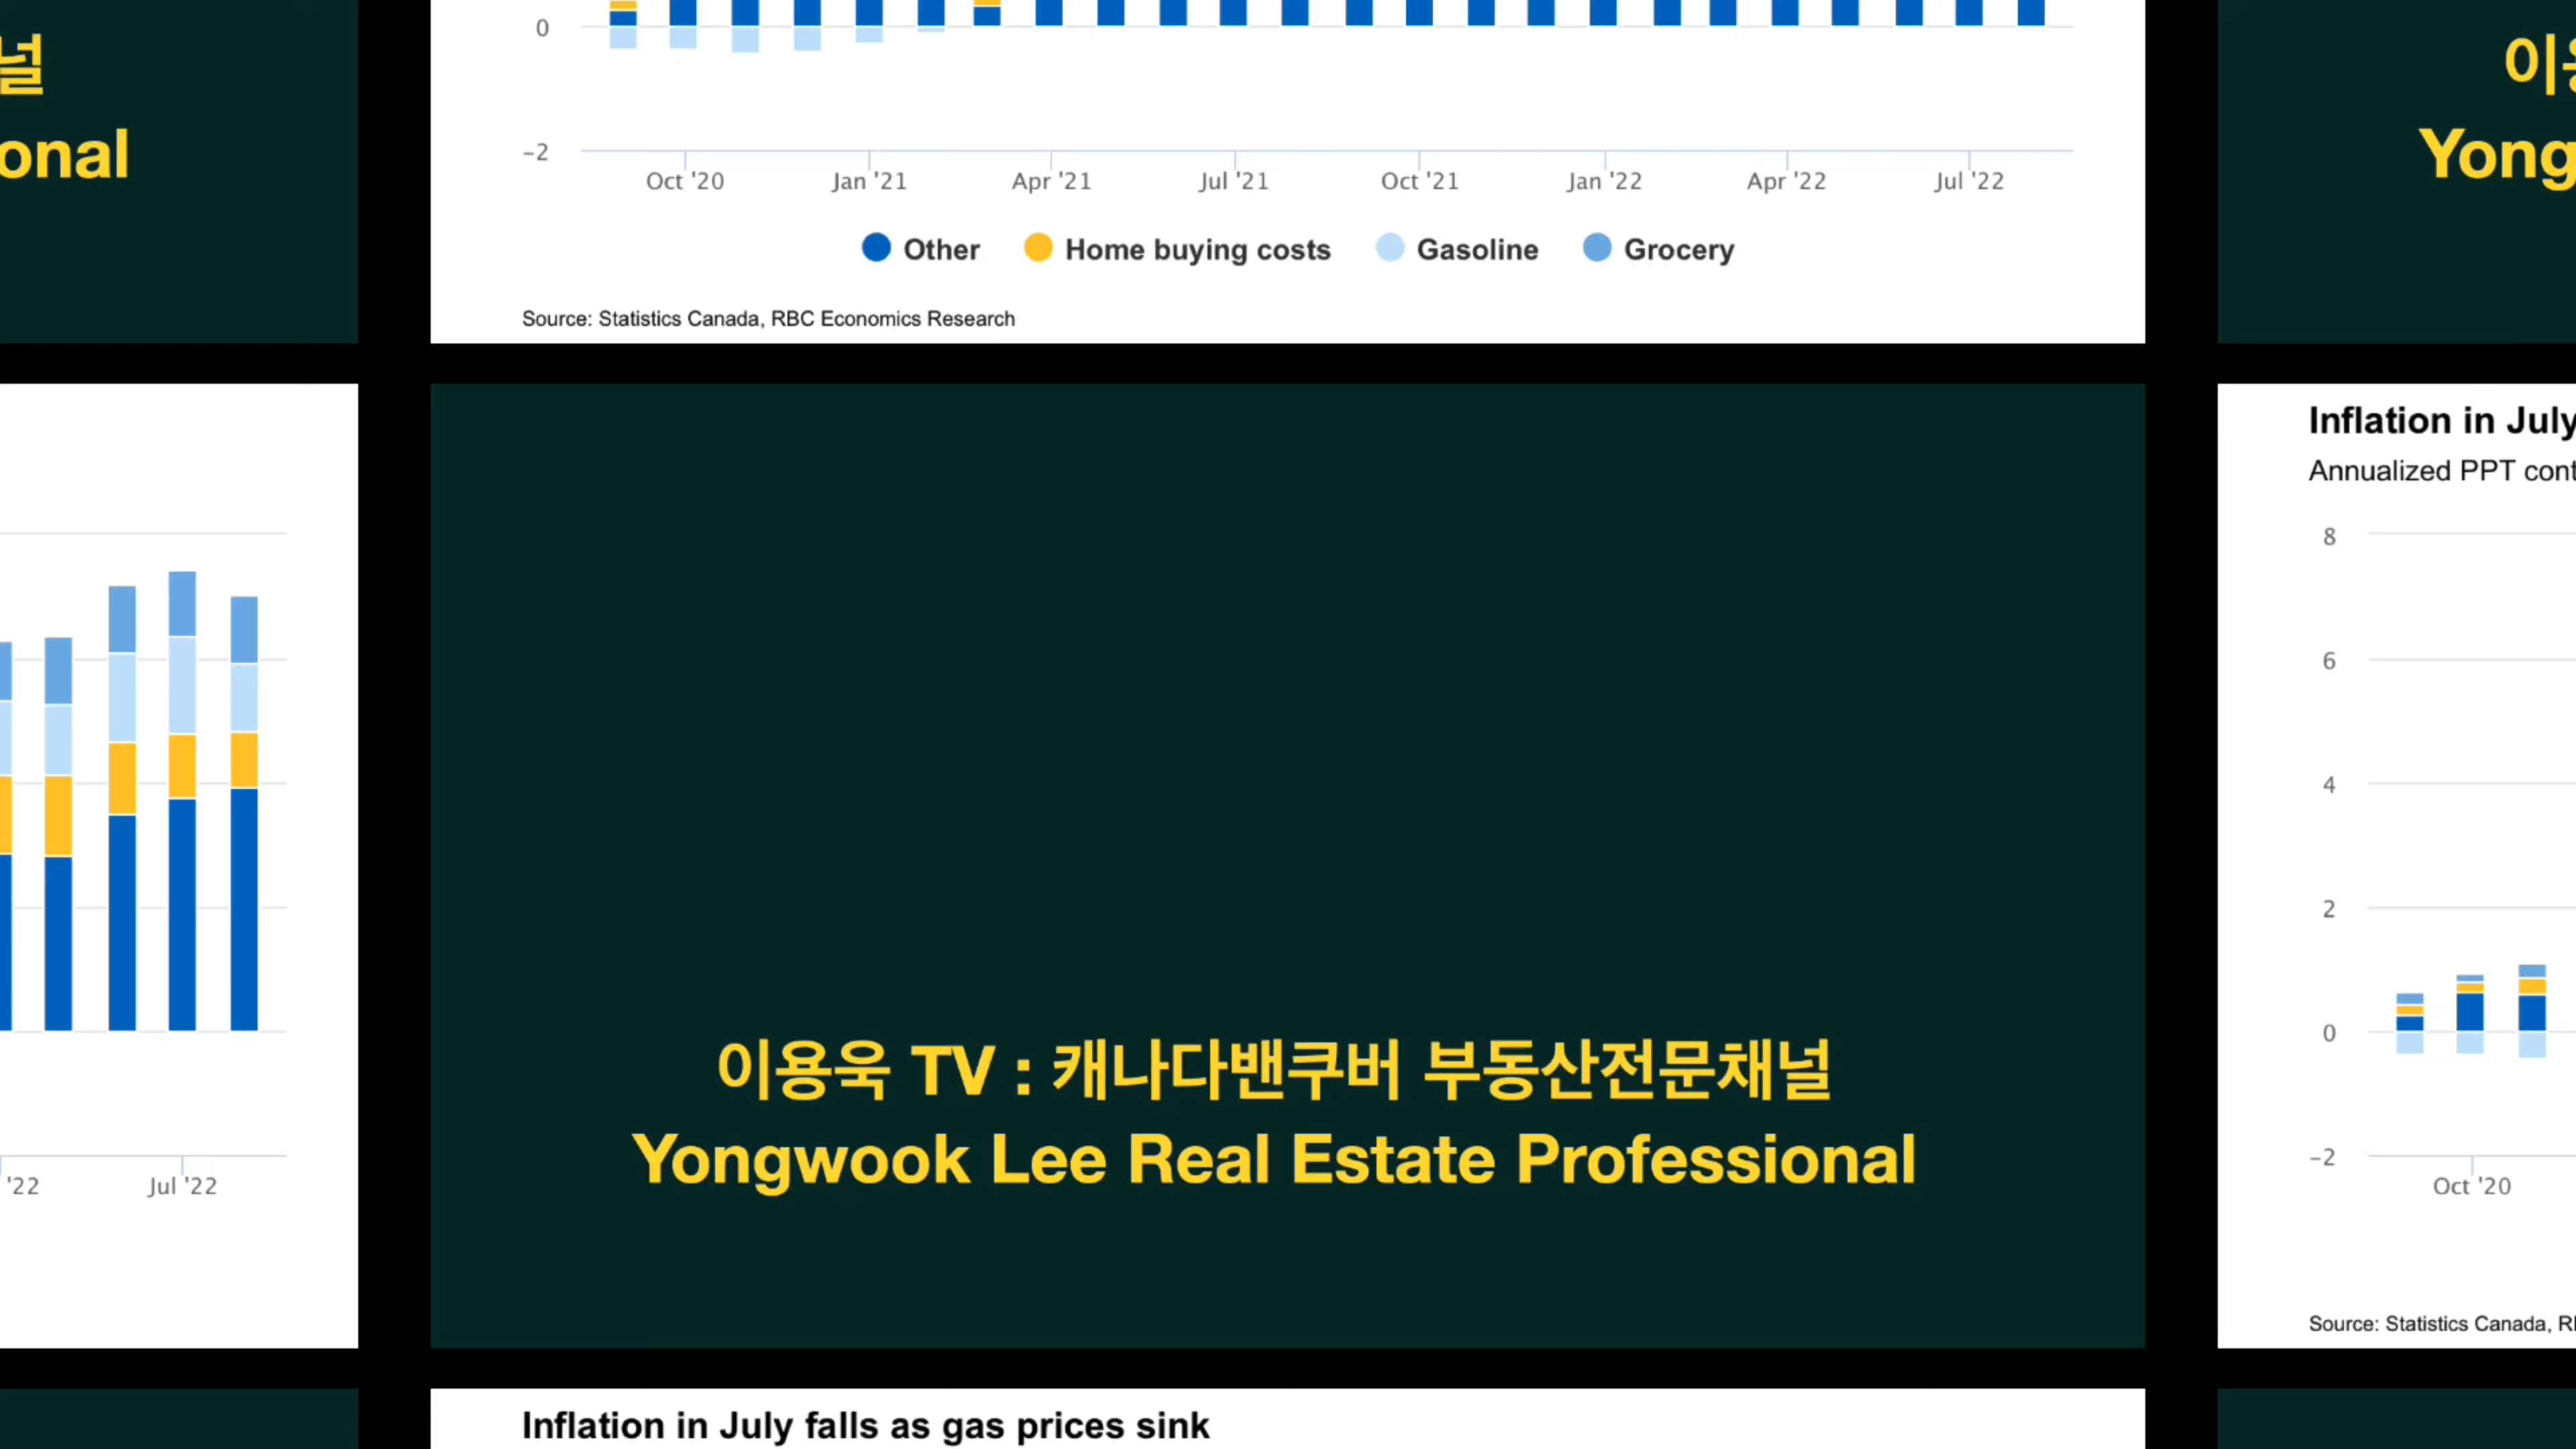 널
onal
0
-2
Oct '20 Jan '21 Apr '21 Jul '21 Oct '21 Jan '22 Apr '22 Jul '22
Other Home buying costs Gasoline Grocery
Source: Statistics Canada, RBC Economics Research
이
Yong
'22 Jul '22
이용욱 TV : 캐나다밴쿠버 부동산전문채널
Yongwook Lee Real Estate Professional
Inflation in July
Annualized PPT cont
8
6
4
2
0
-2
Oct '20
Source: Statistics Canada, R
Inflation in July falls as gas prices sink